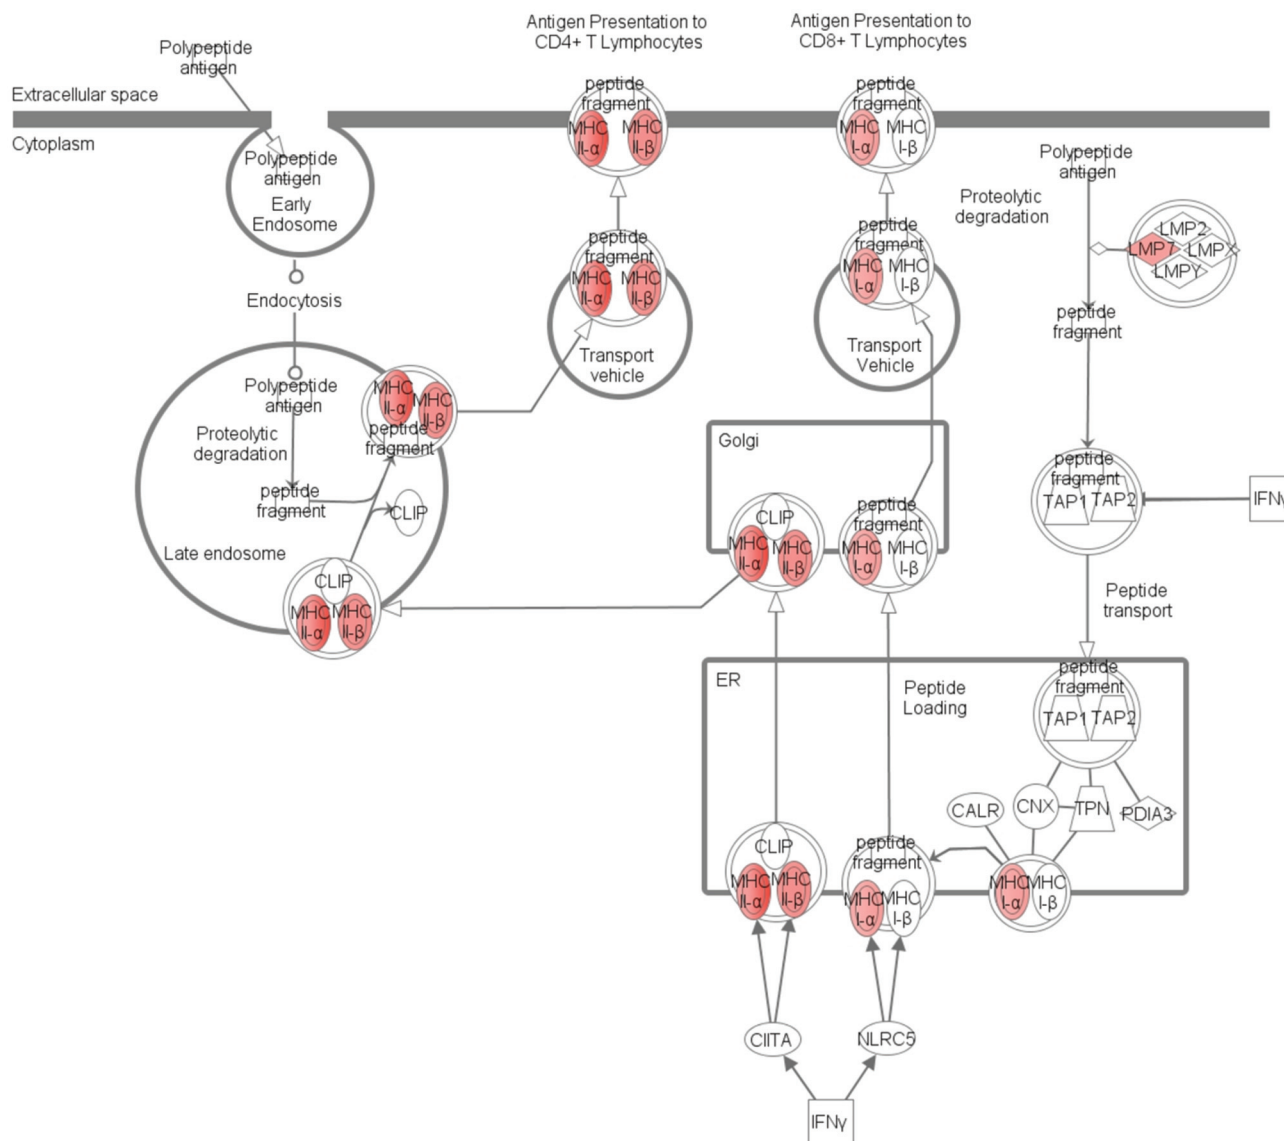 Antigen Presentation to
CD4+ T Lymphocytes
Antigen Presentation to
CD8+ T Lymphocytes
Polypeptide
antigen
Extracellular space
Cytoplasm
peptide
fragment
MHC
II-α
MHC
II-β
peptide
fragment
MHC
I-α
MHC
I-β
Polypeptide
antigen
Early
Endosome
Polypeptide
antigen
Proteolytic
degradation
LMP2
LMP7
LMPX
LMPY
peptide
fragment
MHC
II-α
MHC
II-β
Transport
vehicle
peptide
fragment
MHC
I-α
MHC
I-β
Transport
Vehicle
Endocytosis
peptide
fragment
Polypeptide
antigen
Proteolytic
degradation
peptide
fragment
MHC
II-α
MHC
II-β
peptide
fragment
CLIP
Late endosome
CLIP
MHC
II-α
MHC
II-β
Golgi
CLIP
MHC
II-α
MHC
II-β
peptide
fragment
MHC
I-α
MHC
I-β
peptide
fragment
TAP1
TAP2
IFNγ
Peptide
transport
ER
Peptide
Loading
peptide
fragment
TAP1
TAP2
CALR
CNX
TPN
PDIA3
CLIP
MHC
II-α
MHC
II-β
peptide
fragment
MHC
I-α
MHC
I-β
MHC
I-α
MHC
I-β
CIITA
NLRC5
IFNγ